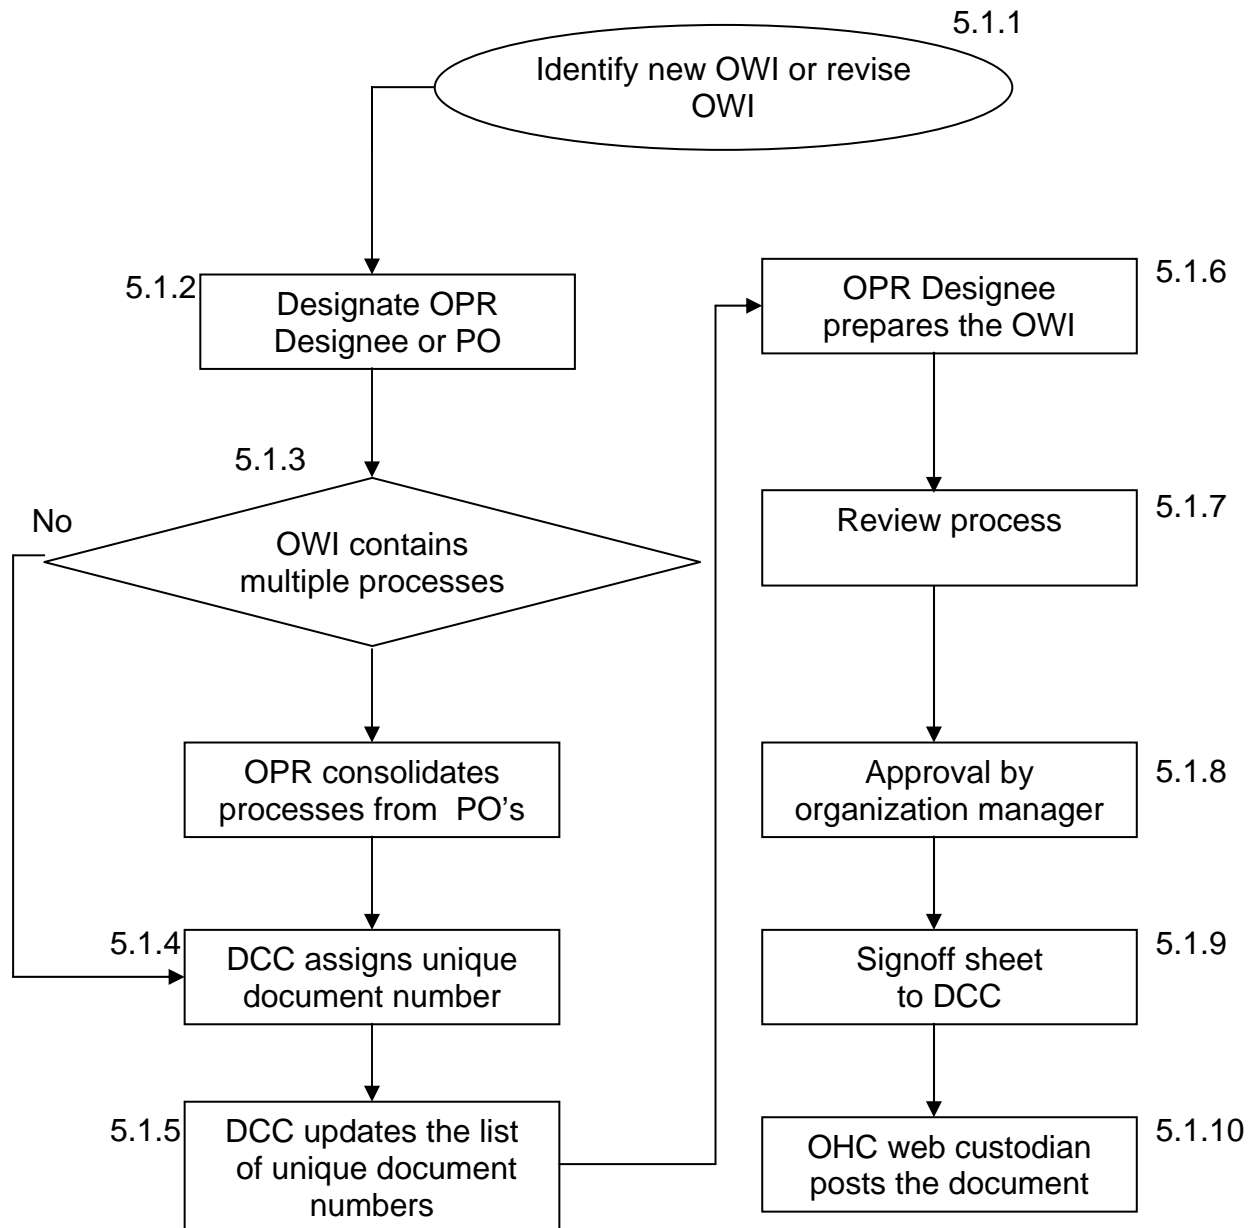 5.1.1
Identify new OWI or revise
OWI
5.1.2
Designate OPR
Designee or PO
5.1.3
No
OWI contains
multiple processes
OPR consolidates
processes from PO's
5.1.4
DCC assigns unique
document number
5.1.5
DCC updates the list
of unique document
numbers
5.1.6
OPR Designee
prepares the OWI
5.1.7
Review process
5.1.8
Approval by
organization manager
5.1.9
Signoff sheet
to DCC
5.1.10
OHC web custodian
posts the document